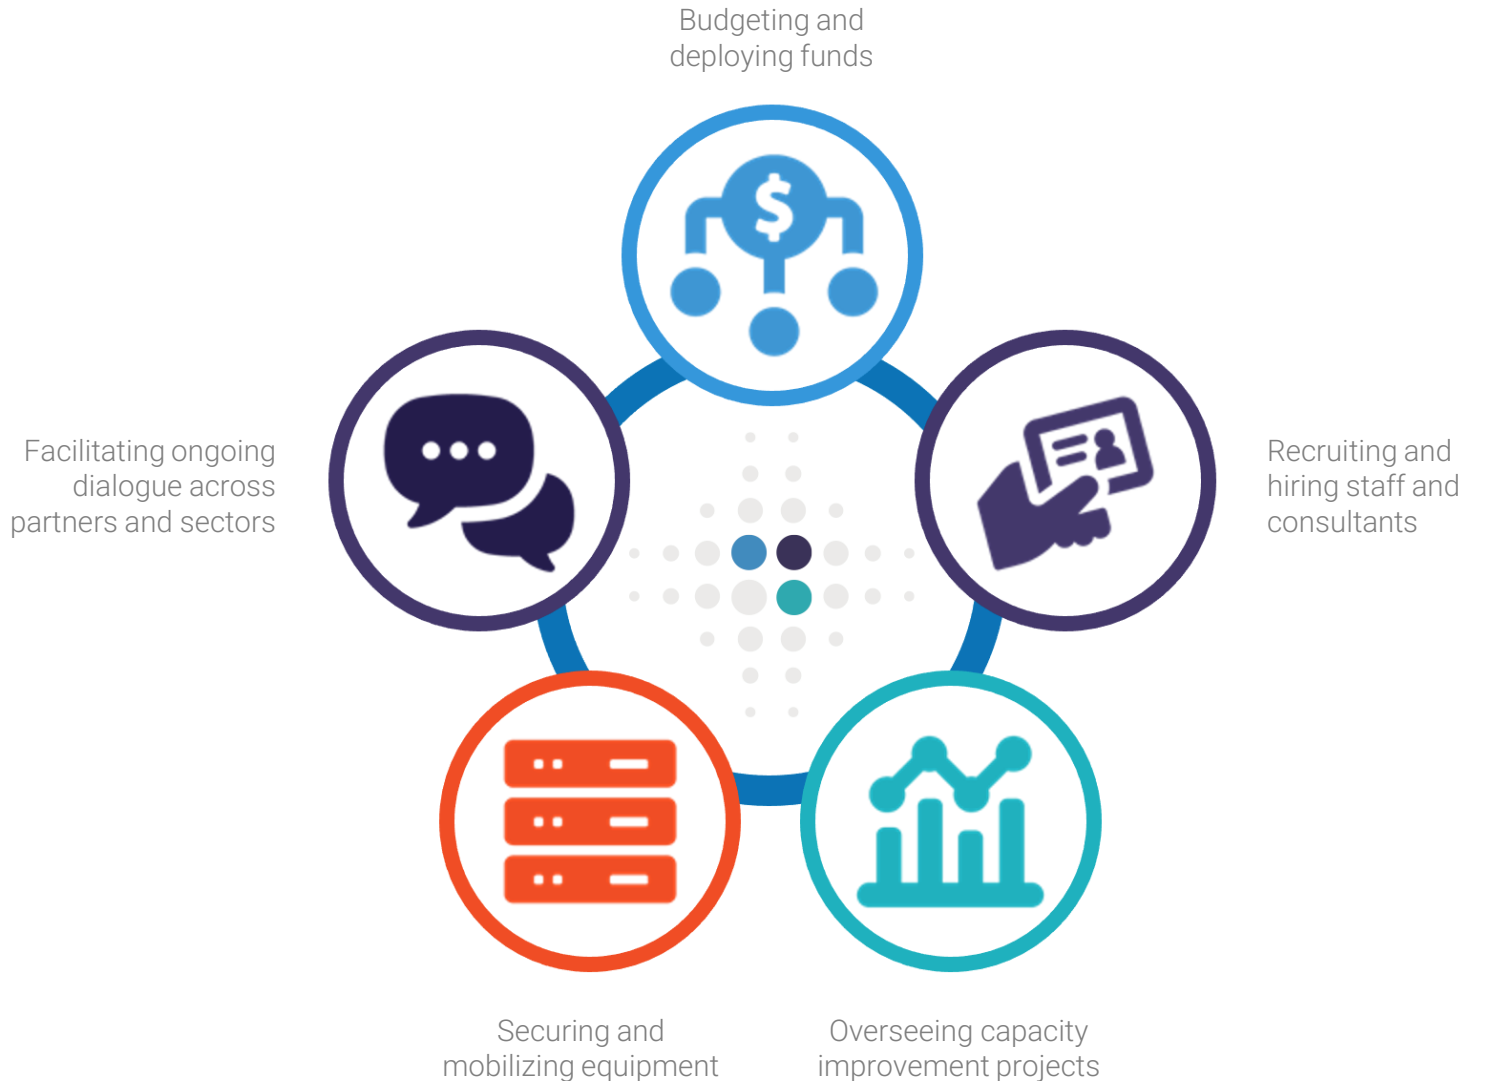 Budgeting and
deploying funds
$
Facilitating ongoing
dialogue across
partners and sectors
Recruiting and
hiring staff and
consultants
Securing and
mobilizing equipment
Overseeing capacity
improvement projects